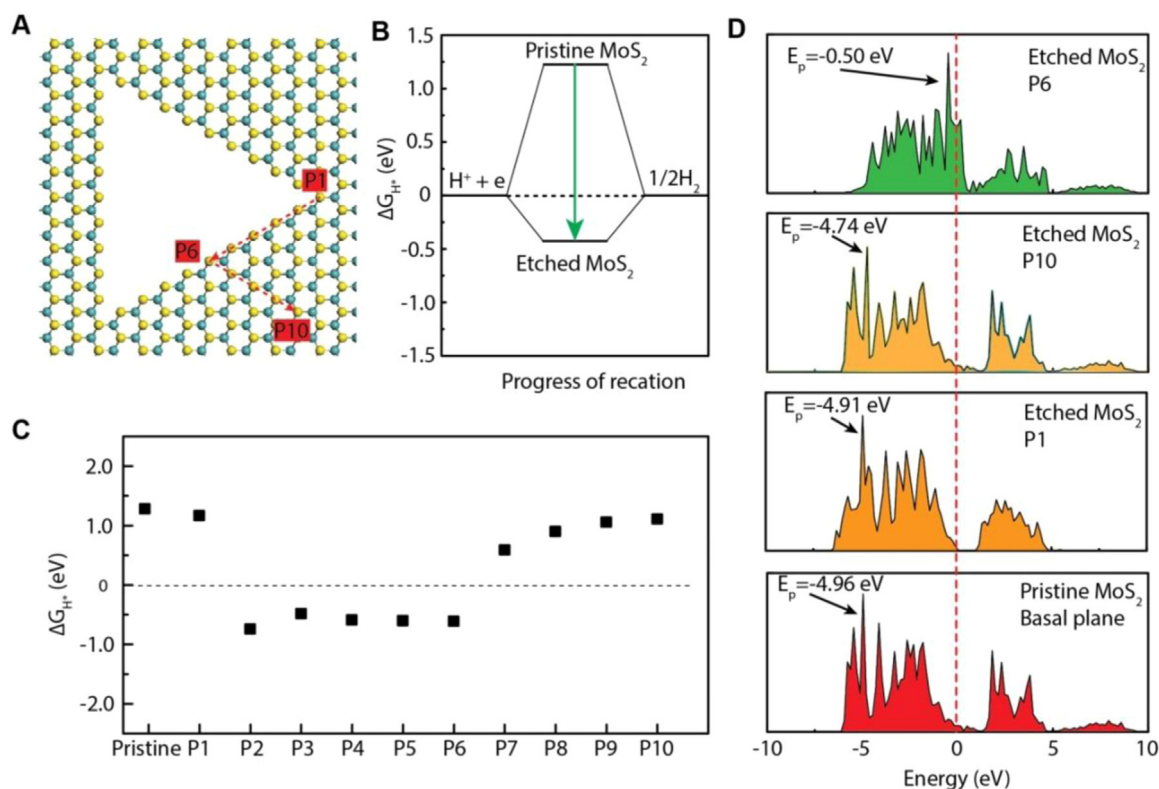 A
P1
P6
P10
B
1.5
Pristine MoS2
1.0
0.5
ΔGH* (eV)
H+ + e
1/2H2
0
-0.5
Etched MoS2
-1.0
-1.5
Progress of recation
C
2.0
1.0
ΔGH* (eV)
0
-1.0
-2.0
Pristine P1 P2 P3 P4 P5 P6 P7 P8 P9 P10
D
Ep=-0.50 eV
Etched MoS2
P6
Ep=-4.74 eV
Etched MoS2
P10
Ep=-4.91 eV
Etched MoS2
P1
Ep=-4.96 eV
Pristine MoS2
Basal plane
-10 -5 0 5 10
Energy (eV)